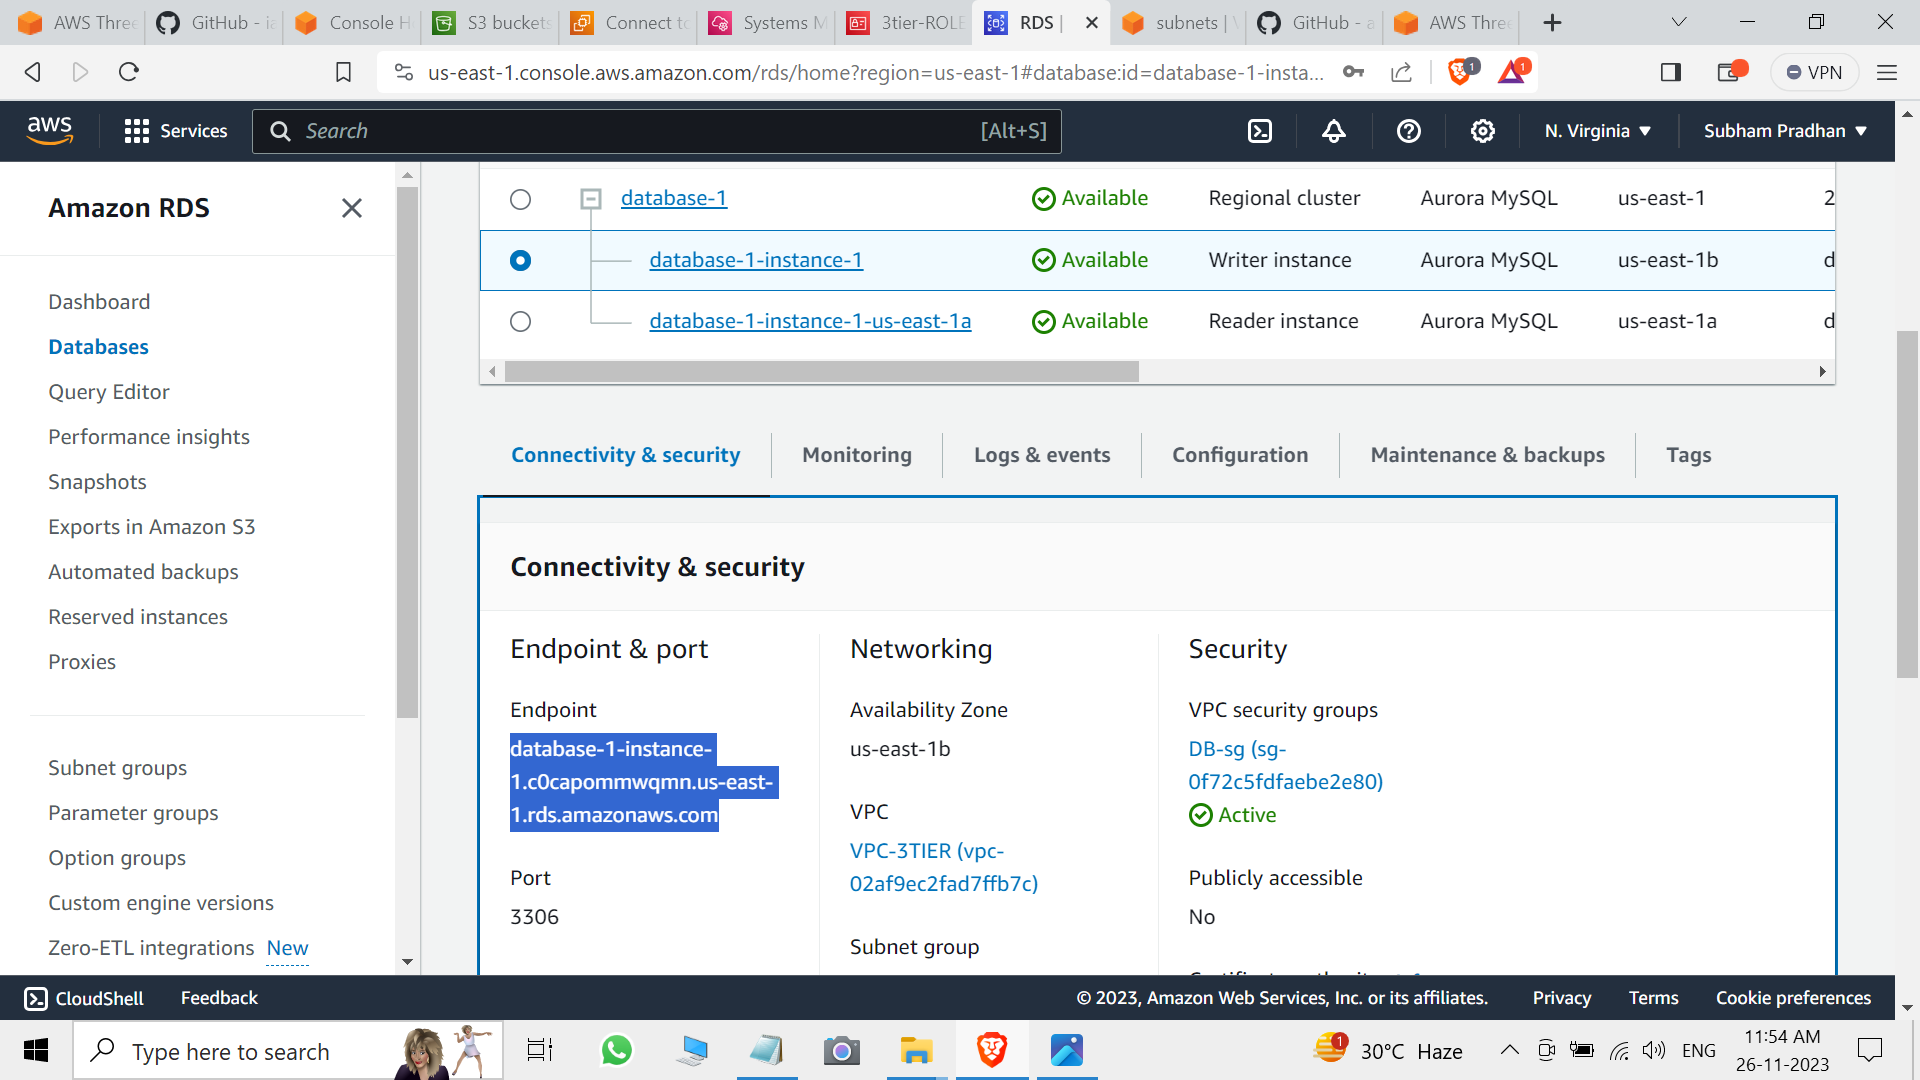 AWS Three
GitHub - ia
Console H
S3 buckets
Connect to
Systems M
3tier-ROLE
RDS |
subnets | V
GitHub - a
AWS Three
us-east-1.console.aws.amazon.com/rds/home?region=us-east-1#database:id=database-1-insta...
1
1
VPN
aws
Services
Search
[Alt+S]
N. Virginia
Subham Pradhan
Amazon RDS
Dashboard
Databases
Query Editor
Performance insights
Snapshots
Exports in Amazon S3
Automated backups
Reserved instances
Proxies
Subnet groups
Parameter groups
Option groups
Custom engine versions
Zero-ETL integrations New
database-1 Available Regional cluster Aurora MySQL us-east-1 2
database-1-instance-1 Available Writer instance Aurora MySQL us-east-1b d
database-1-instance-1-us-east-1a Available Reader instance Aurora MySQL us-east-1a d
Connectivity & security
Monitoring
Logs & events
Configuration
Maintenance & backups
Tags
Connectivity & security
Endpoint & port
Endpoint
database-1-instance-
1.c0capommwqmn.us-east-
1.rds.amazonaws.com
Port
3306
Networking
Availability Zone
us-east-1b
VPC
VPC-3TIER (vpc-
02af9ec2fad7ffb7c)
Subnet group
Security
VPC security groups
DB-sg (sg-
0f72c5fdfaebe2e80)
Active
Publicly accessible
No
CloudShell
Feedback
© 2023, Amazon Web Services, Inc. or its affiliates.
Privacy
Terms
Cookie preferences
Type here to search
1
30°C Haze
ENG
11:54 AM
26-11-2023